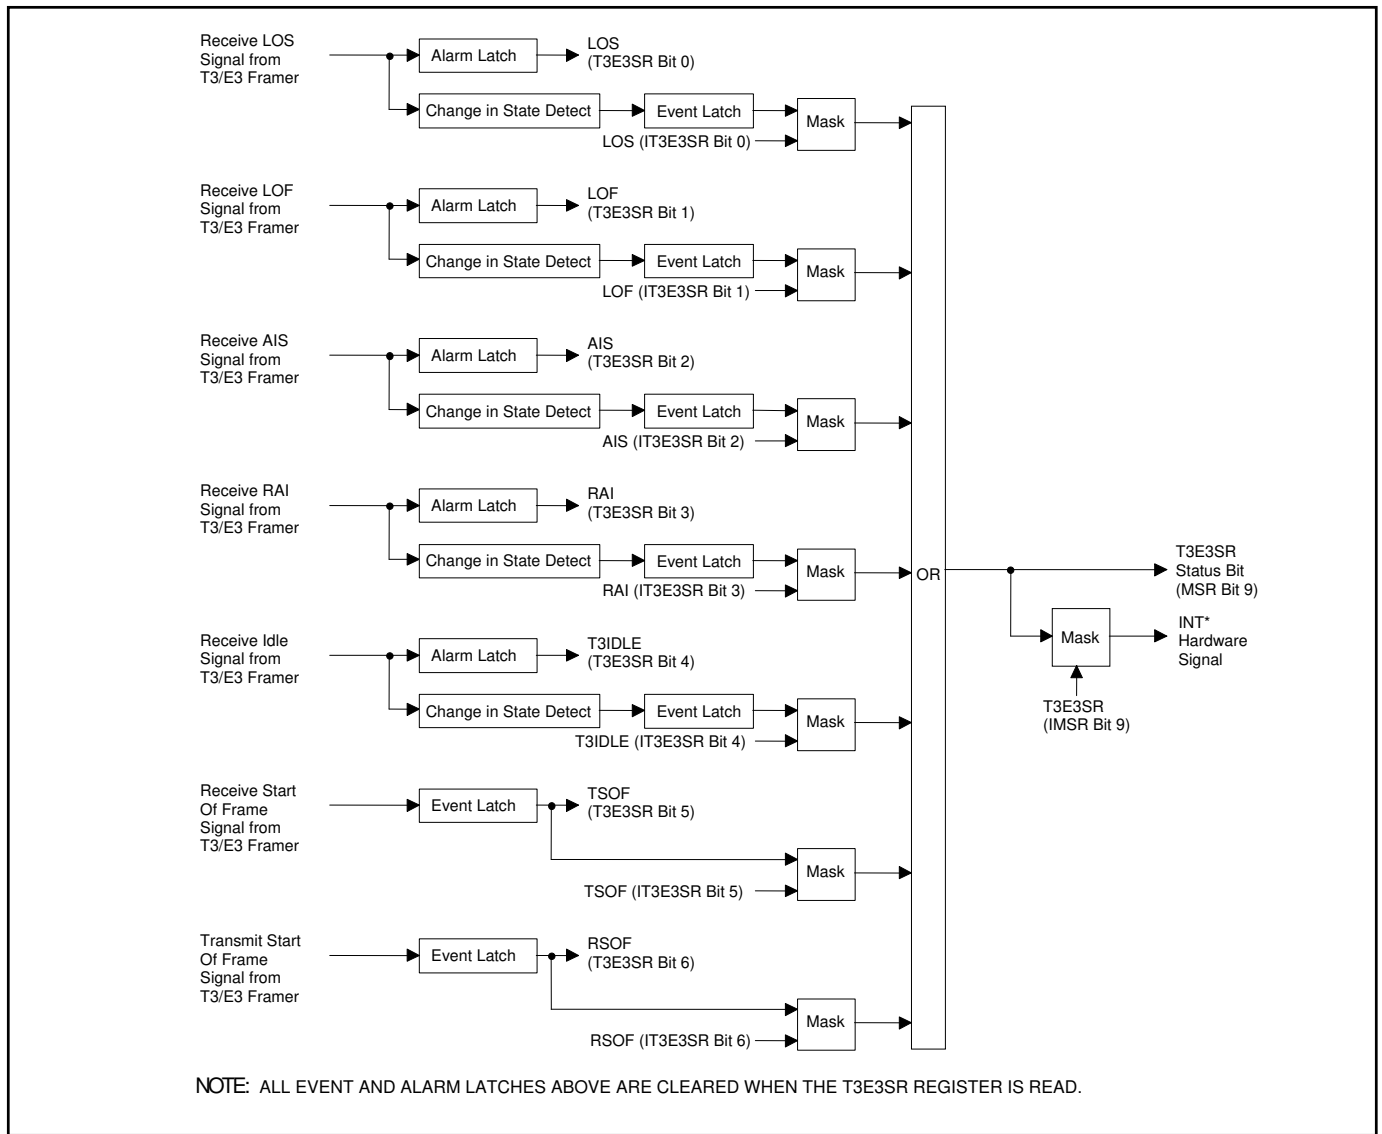 Receive LOS
Signal from
T3/E3 Framer
Alarm Latch
LOS
(T3E3SR Bit 0)
Change in State Detect
Event Latch
LOS (IT3E3SR Bit 0)
Mask
Receive LOF
Signal from
T3/E3 Framer
Alarm Latch
LOF
(T3E3SR Bit 1)
Change in State Detect
Event Latch
LOF (IT3E3SR Bit 1)
Mask
Receive AIS
Signal from
T3/E3 Framer
Alarm Latch
AIS
(T3E3SR Bit 2)
Change in State Detect
Event Latch
AIS (IT3E3SR Bit 2)
Mask
Receive RAI
Signal from
T3/E3 Framer
Alarm Latch
RAI
(T3E3SR Bit 3)
Change in State Detect
Event Latch
RAI (IT3E3SR Bit 3)
Mask
Receive Idle
Signal from
T3/E3 Framer
Alarm Latch
T3IDLE
(T3E3SR Bit 4)
Change in State Detect
Event Latch
T3IDLE (IT3E3SR Bit 4)
Mask
Receive Start
Of Frame
Signal from
T3/E3 Framer
Event Latch
TSOF
(T3E3SR Bit 5)
TSOF (IT3E3SR Bit 5)
Mask
Transmit Start
Of Frame
Signal from
T3/E3 Framer
Event Latch
RSOF
(T3E3SR Bit 6)
RSOF (IT3E3SR Bit 6)
Mask
OR
T3E3SR
Status Bit
(MSR Bit 9)
Mask
INT*
Hardware
Signal
T3E3SR
(IMSR Bit 9)
NOTE: ALL EVENT AND ALARM LATCHES ABOVE ARE CLEARED WHEN THE T3E3SR REGISTER IS READ.